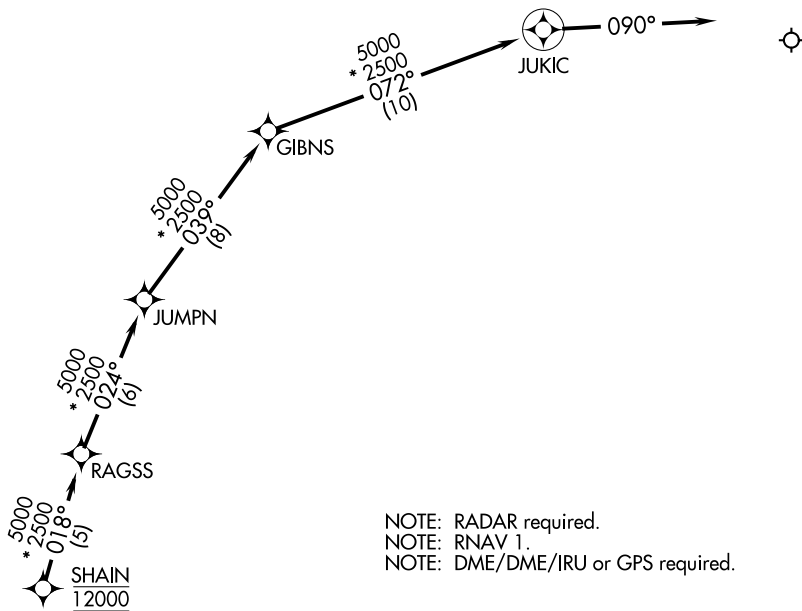 5000
* 2500
072°
(10)
JUKIC
090°
GIBNS
5000
* 2500
039°
(8)
JUMPN
5000
* 2500
024°
(6)
RAGSS
5000
* 2500
018°
(5)
SHAIN
12000
NOTE: RADAR required.
NOTE: RNAV 1.
NOTE: DME/DME/IRU or GPS required.